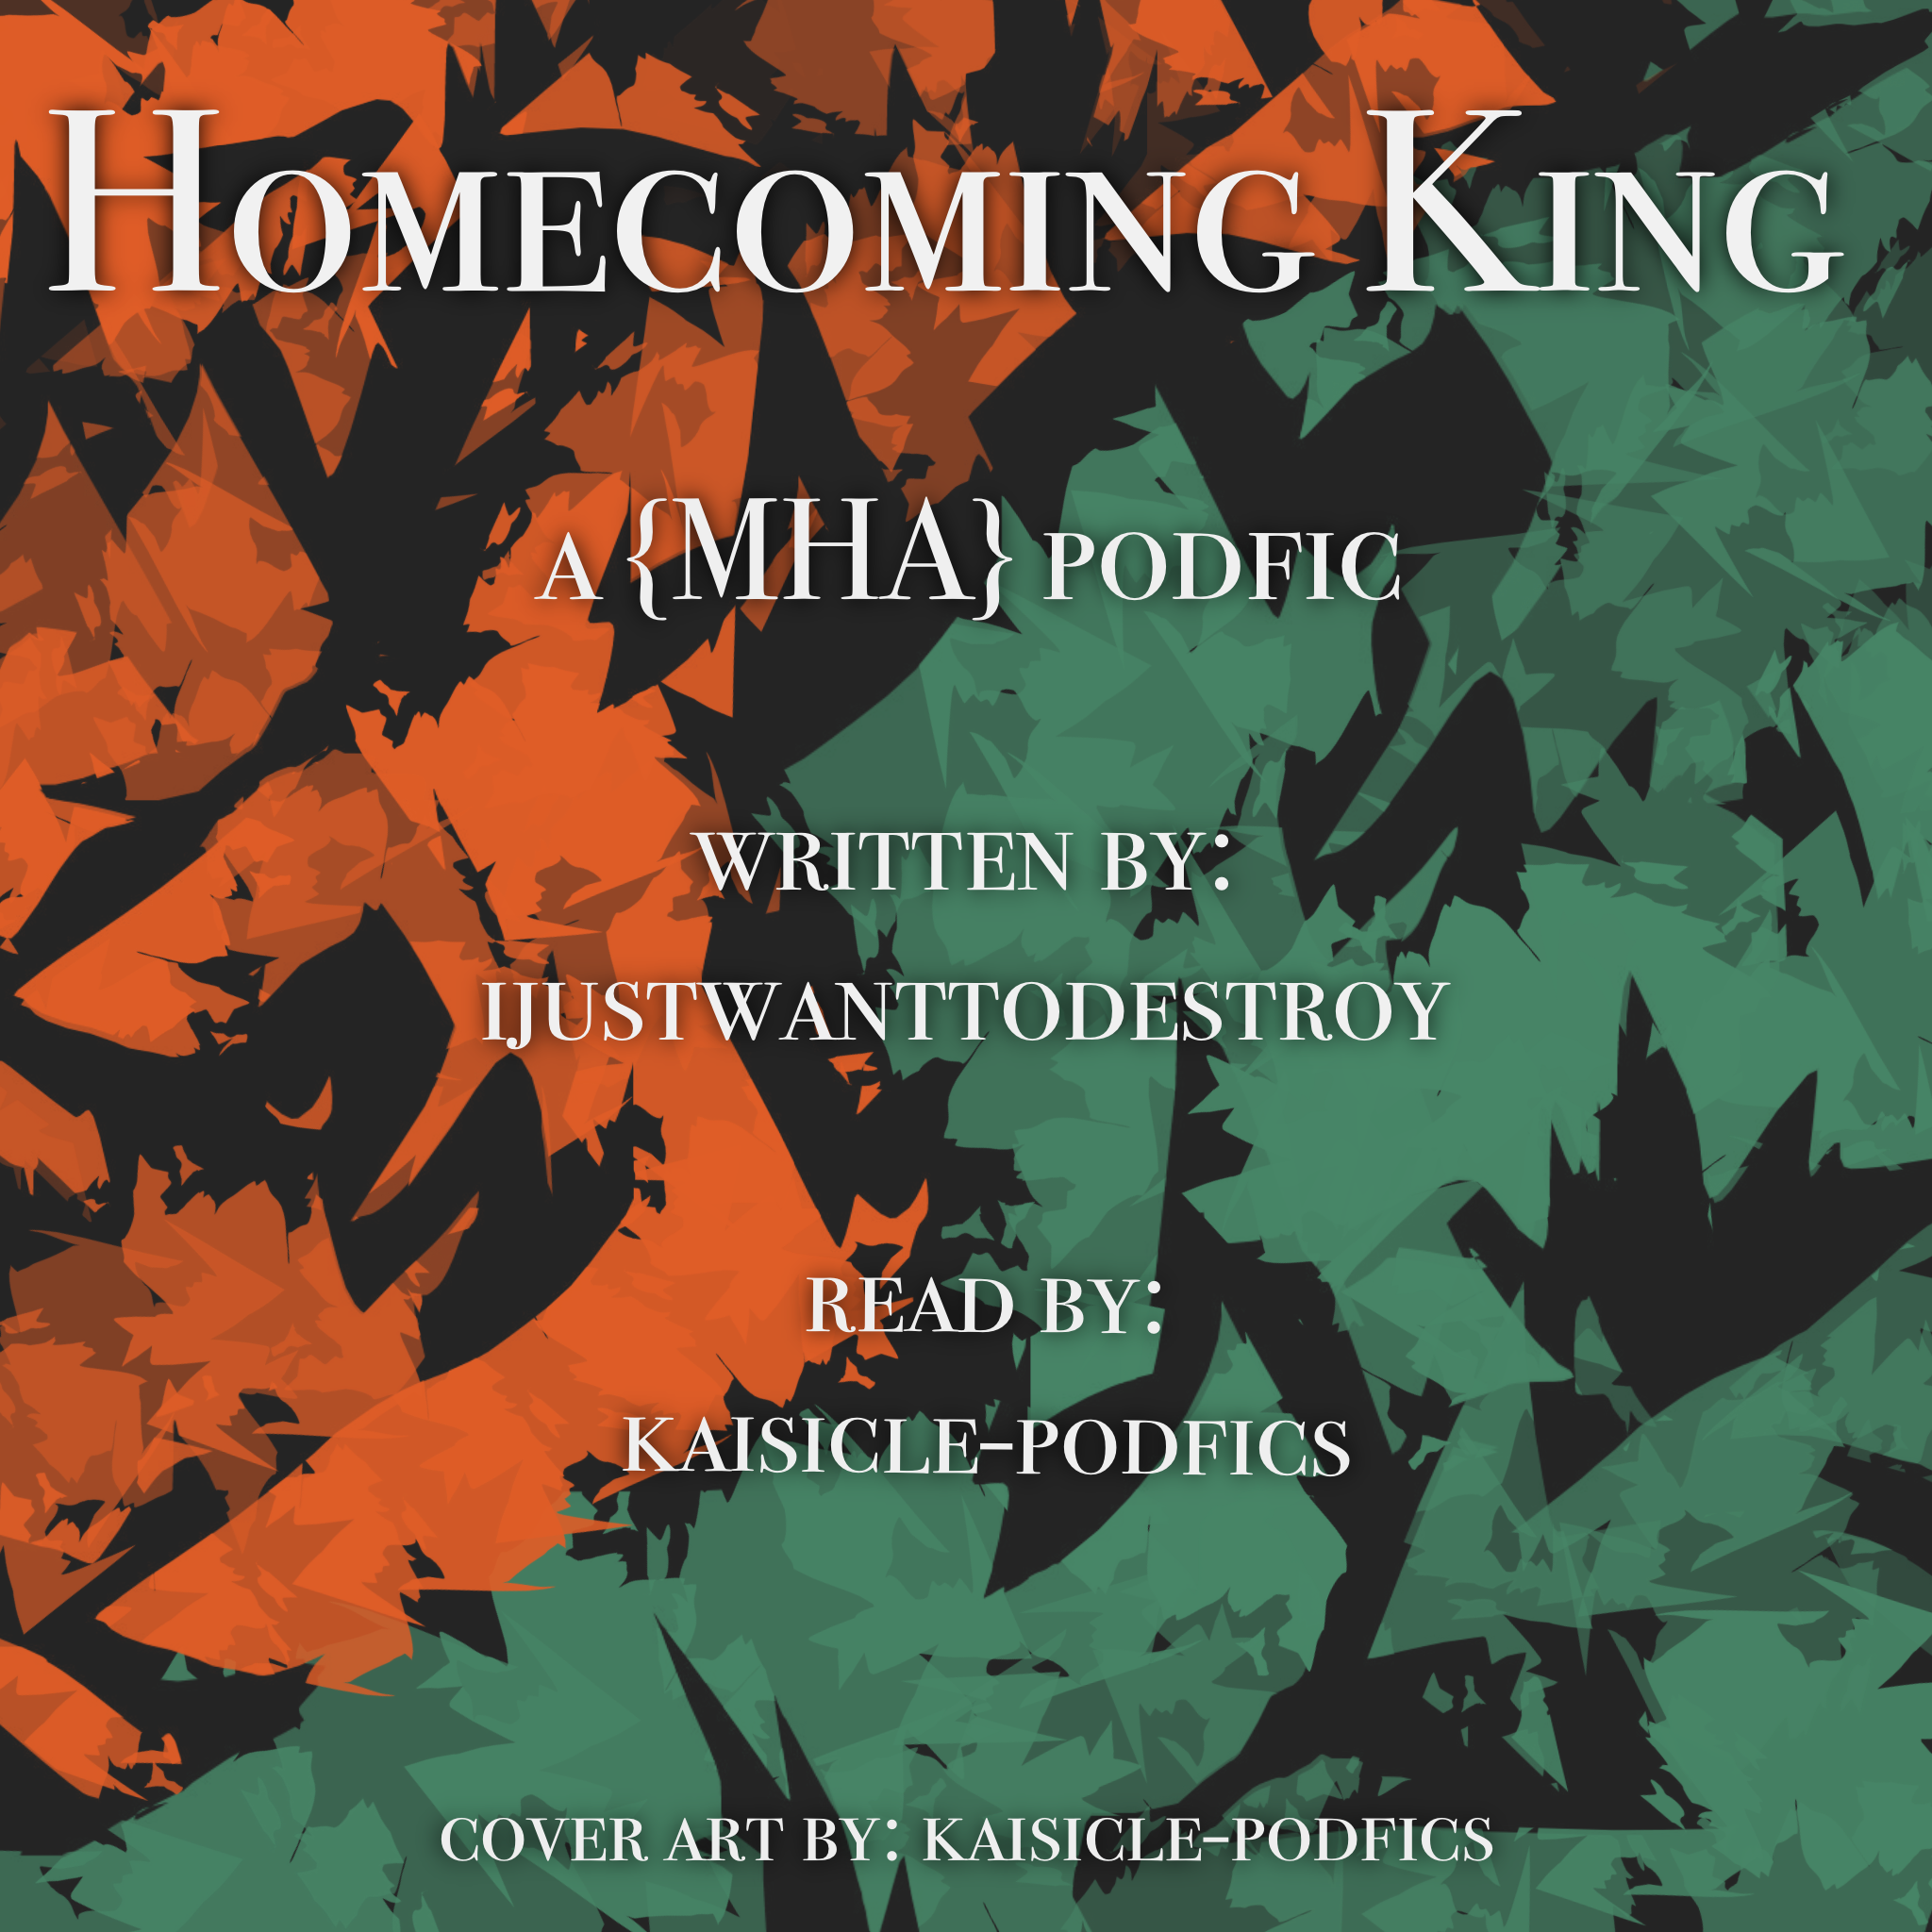 Homecoming King
A {MHA} PODFIC
WRITTEN BY:
IJUSTWANTTODESTROY
READ BY:
KAISICLE-PODFICS
COVER ART BY: KAISICLE-PODFICS